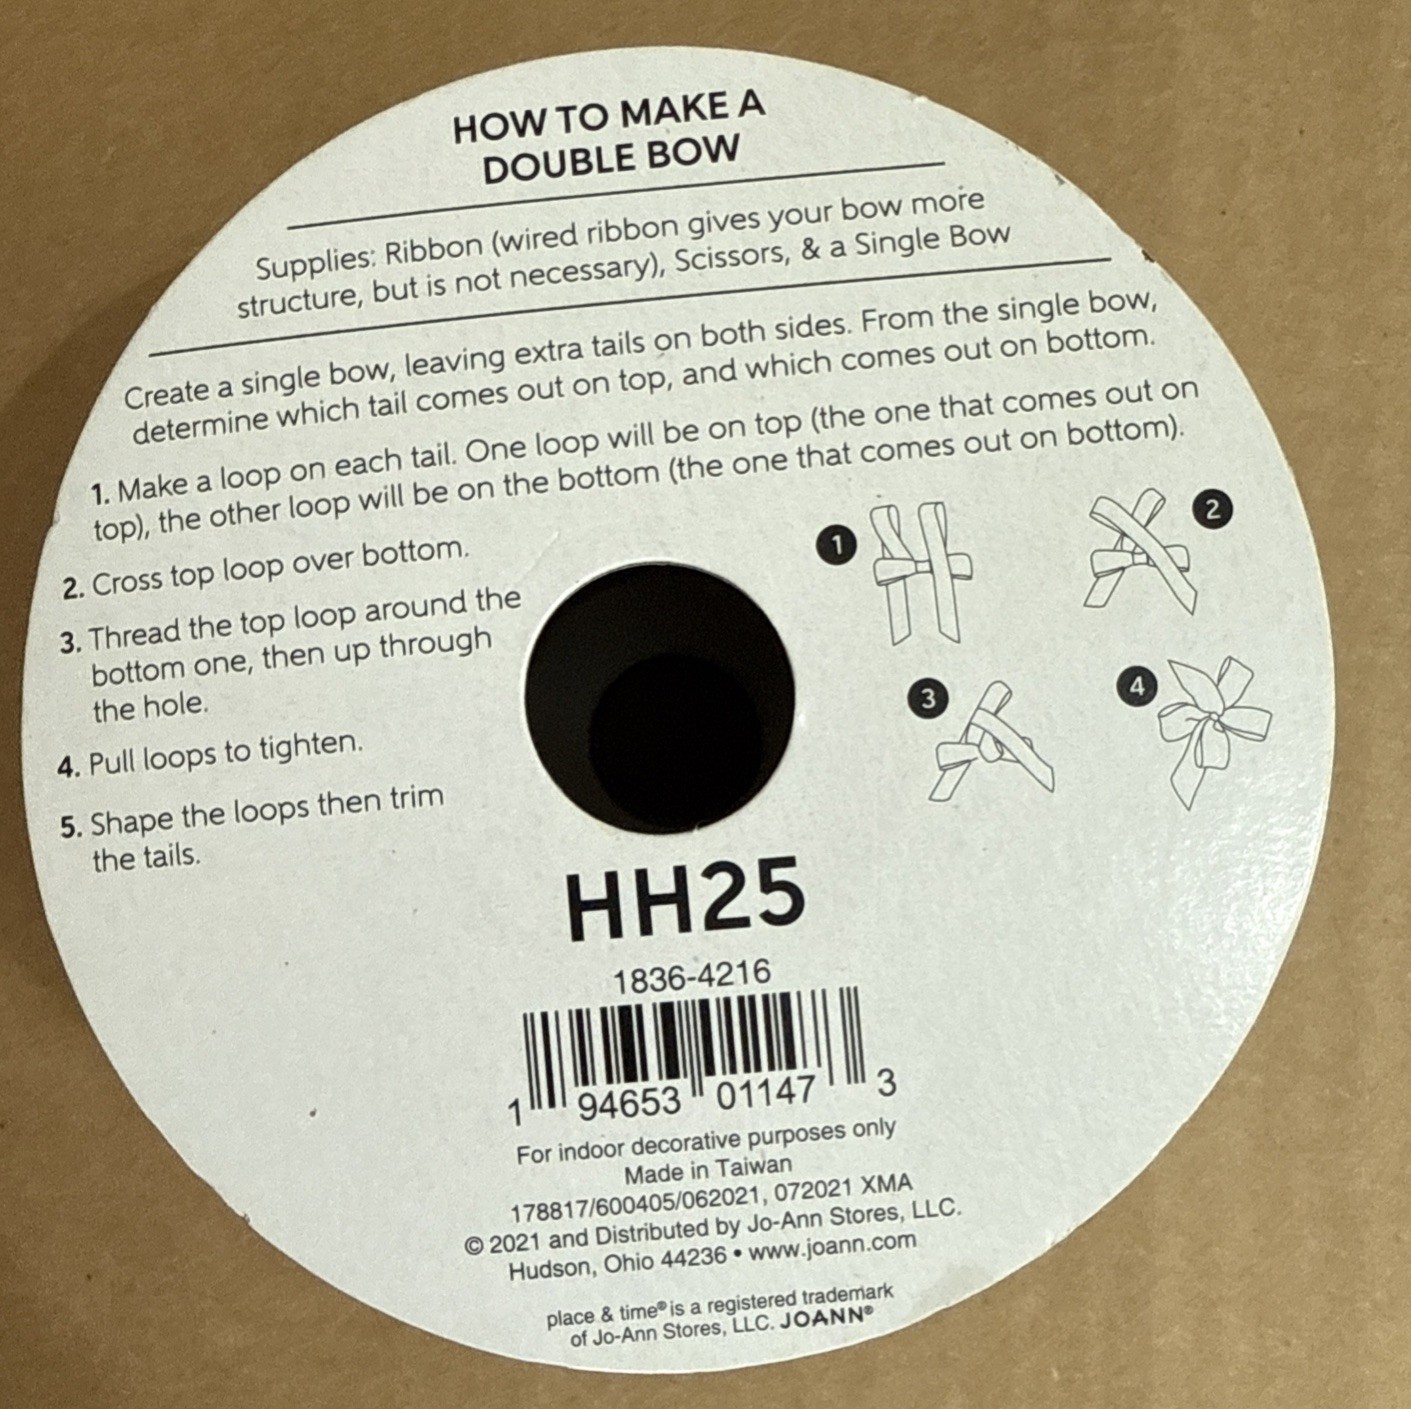 HOW TO MAKE A
DOUBLE BOW
Supplies: Ribbon (wired ribbon gives your bow more
structure, but is not necessary), Scissors, & a Single Bow
Create a single bow, leaving extra tails on both sides. From the single bow,
determine which tail comes out on top, and which comes out on bottom.
1. Make a loop on each tail. One loop will be on top (the one that comes out on
top), the other loop will be on the bottom (the one that comes out on bottom).
2. Cross top loop over bottom.
3. Thread the top loop around the
bottom one, then up through
the hole.
4. Pull loops to tighten.
5. Shape the loops then trim
the tails.
1
2
3
4
HH25
1836-4216
1 94653 01147 3
For indoor decorative purposes only
Made in Taiwan
178817/600405/062021, 072021 XMA
© 2021 and Distributed by Jo-Ann Stores, LLC.
Hudson, Ohio 44236 • www.joann.com
place & time® is a registered trademark
of Jo-Ann Stores, LLC. JOANN®